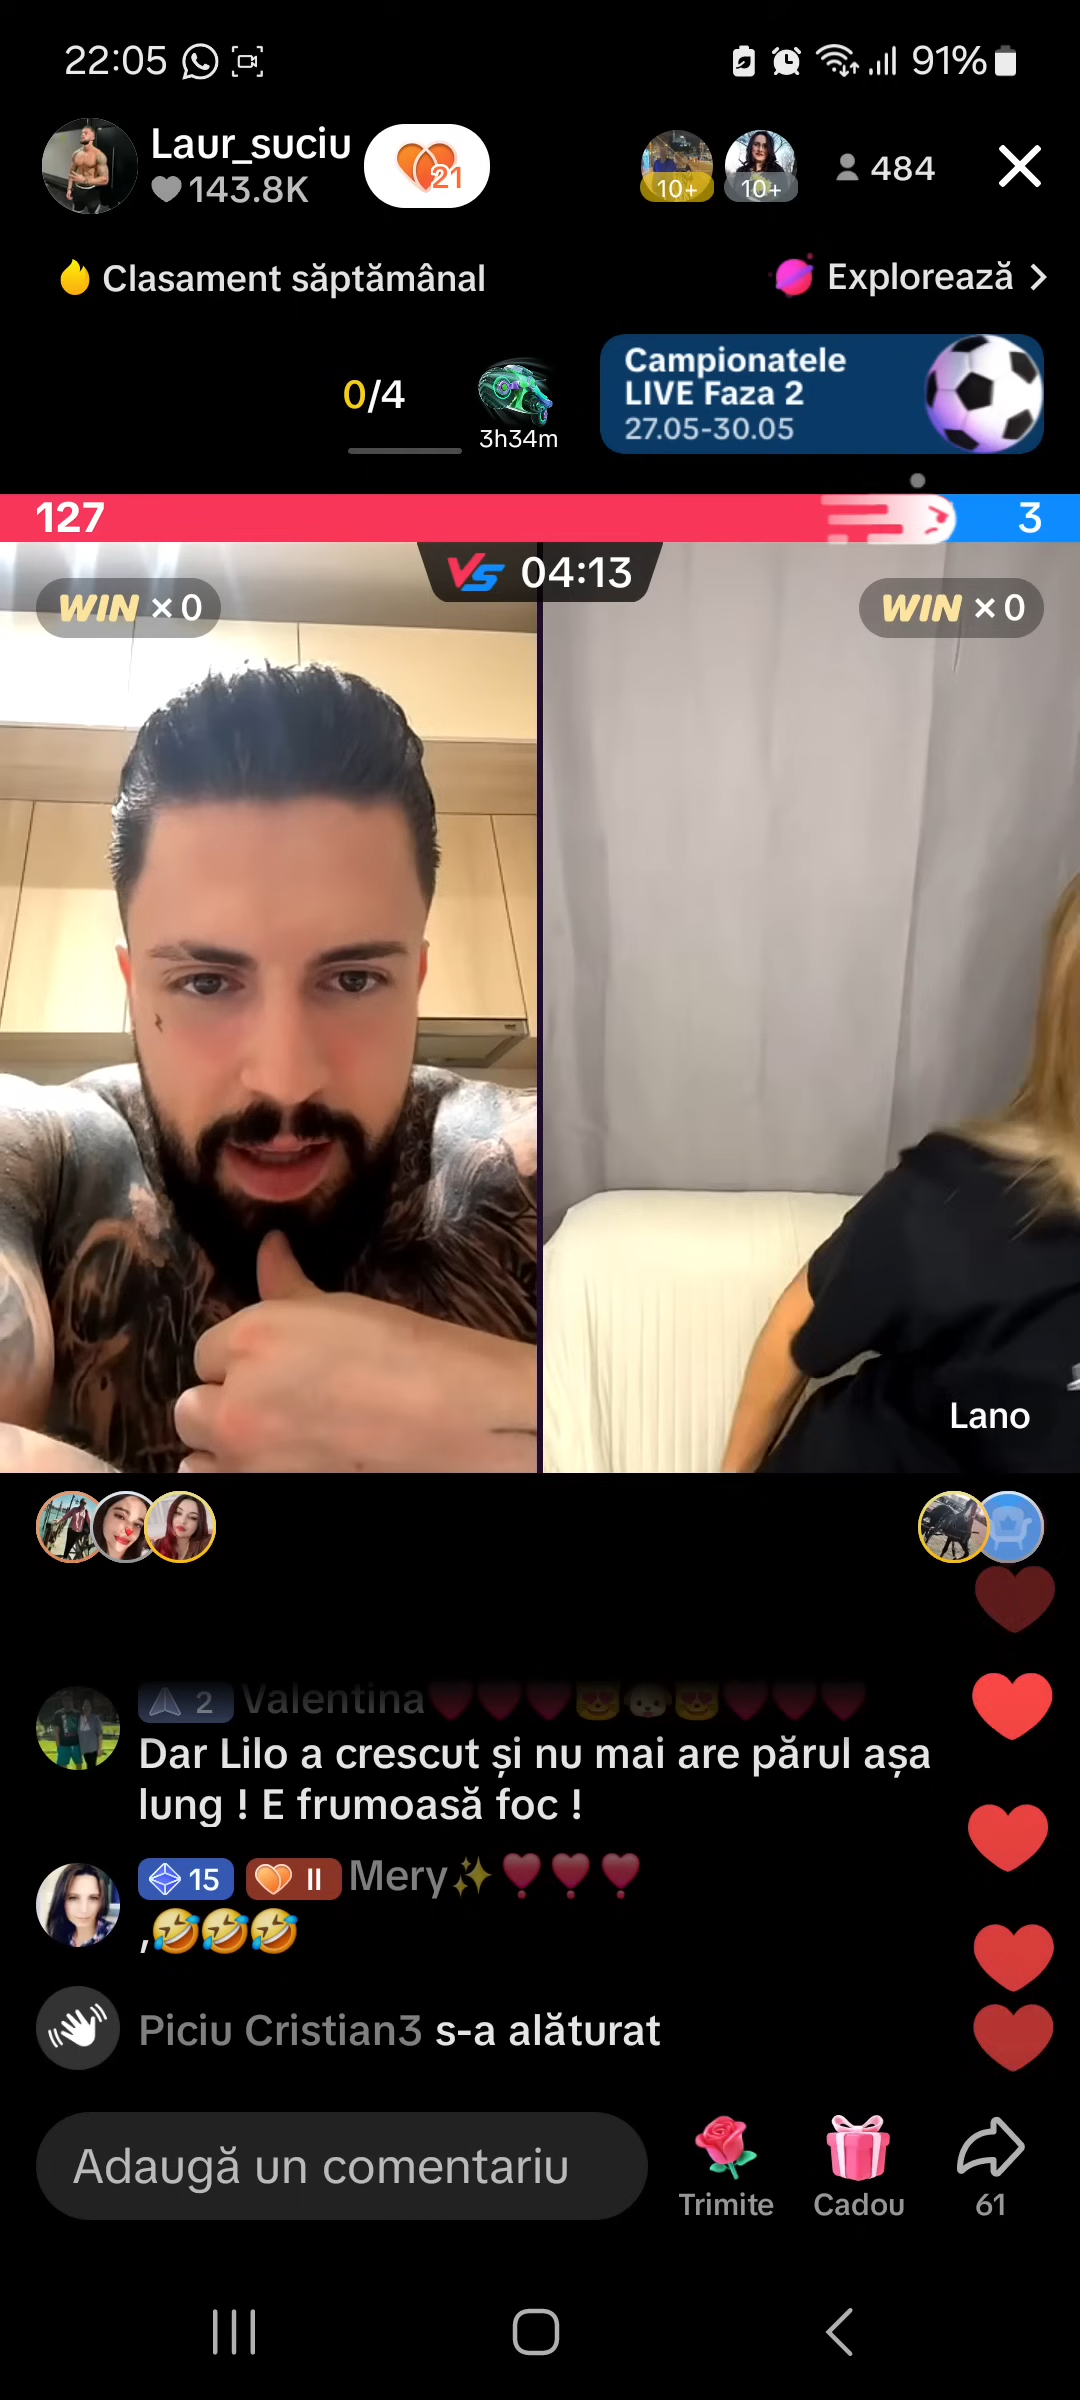 22:05 91%
Laur_suciu
143.8K
21
10+ 10+ 484
Clasament săptămânal
Explorează
0/4
3h34m
Campionatele
LIVE Faza 2
27.05-30.05
127
3
VS 04:13
WIN ×0
WIN ×0
Lano
2 Valentina
Dar Lilo a crescut și nu mai are părul așa
lung ! E frumoasă foc !
15 II Mery
,
Piciu Cristian3 s-a alăturat
Adaugă un comentariu
Trimite
Cadou
61